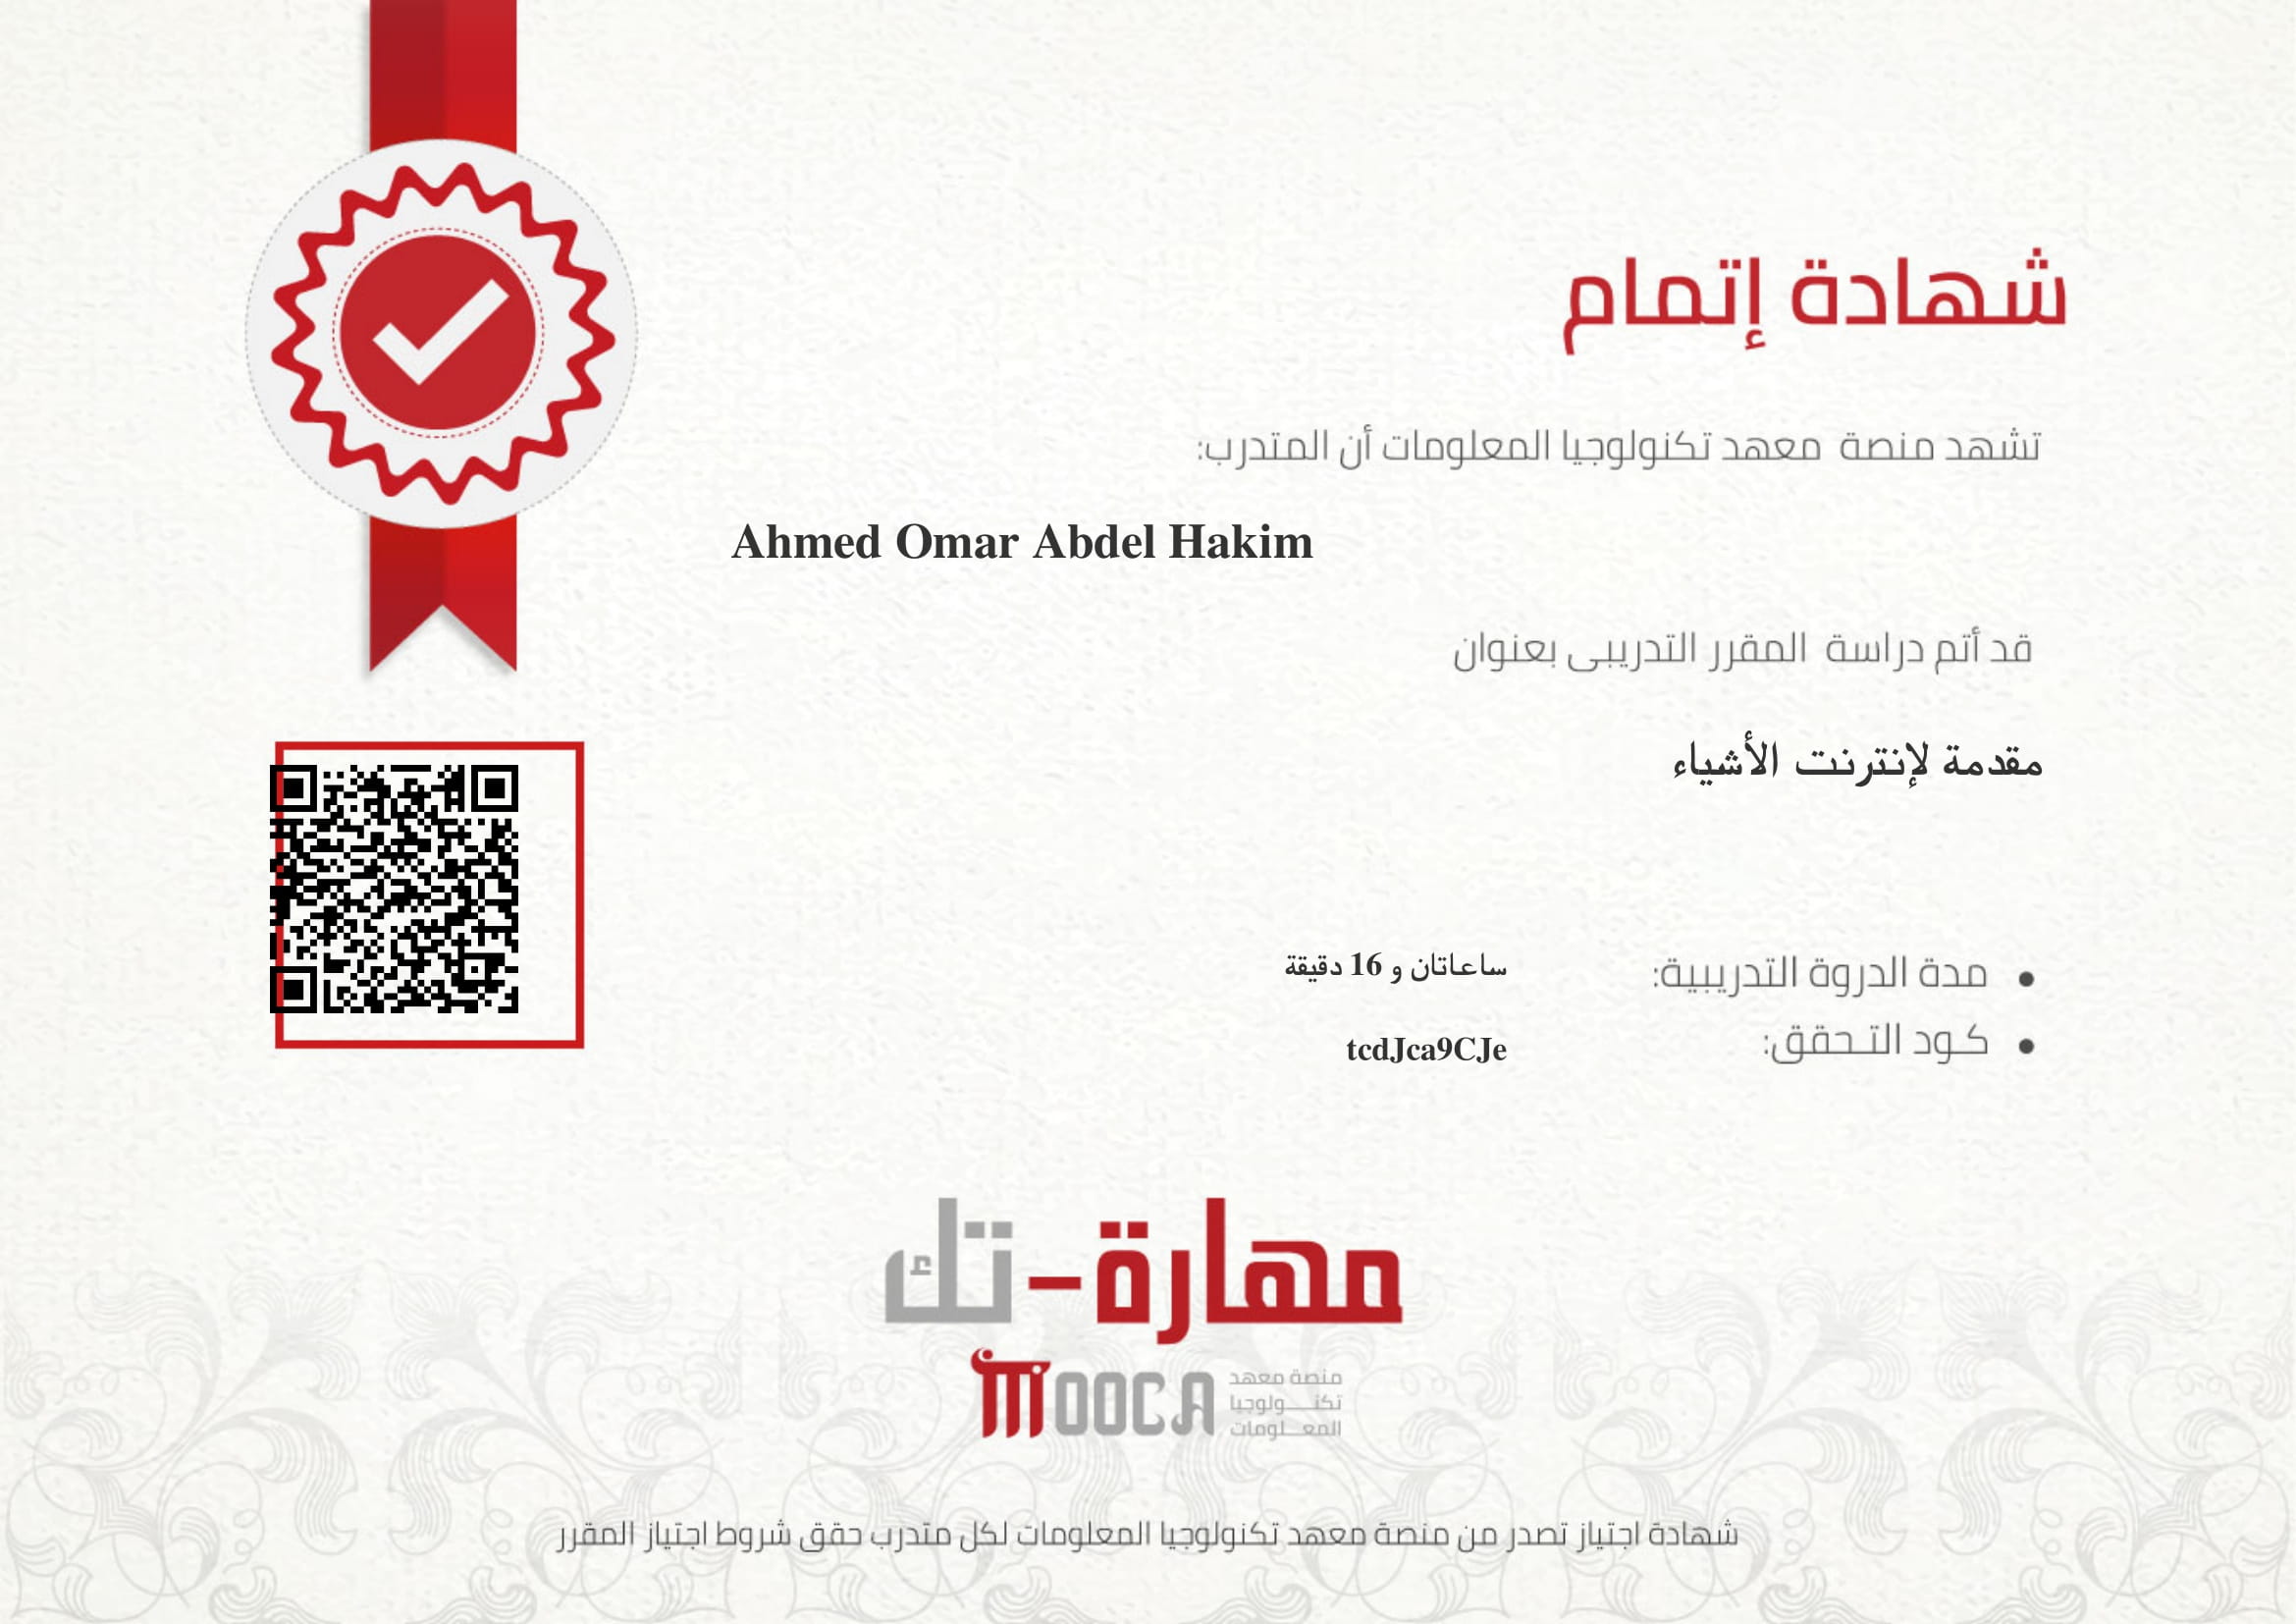 شهادة إتمام
تشهد منصة معهد تكنولوجيا المعلومات أن المتدرب:
Ahmed Omar Abdel Hakim
قد أتم دراسة المقرر التدريبى بعنوان
مقدمة لإنترنت الأشياء
• مدة الدروة التدريبية: ساعاتان و 16 دقيقة
• كود التحقق: tcdJca9CJe
مهارة-تك
MOOCA
منصة معهد
تكنـــولوجيا
المعـــلومات
شهادة اجتياز تصدر من منصة معهد تكنولوجيا المعلومات لكل متدرب حقق شروط اجتياز المقرر